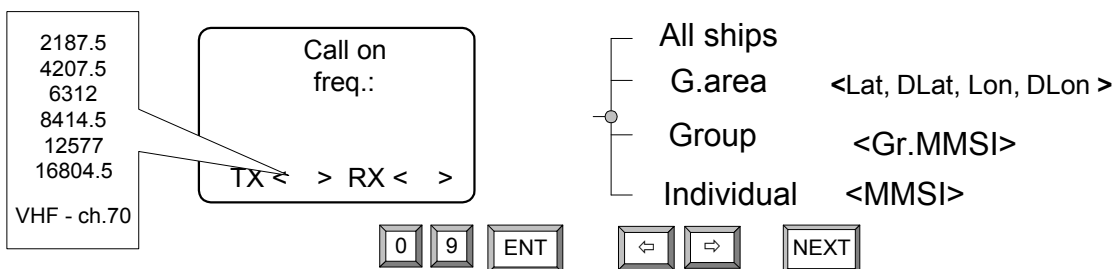 2187.5
4207.5
6312
8414.5
12577
16804.5
VHF - ch.70
Call on
freq.:
TX < > RX < >
All ships
G.area <Lat, DLat, Lon, DLon >
Group <Gr.MMSI>
Individual <MMSI>
0 9 ENT ⇦ ⇨ NEXT